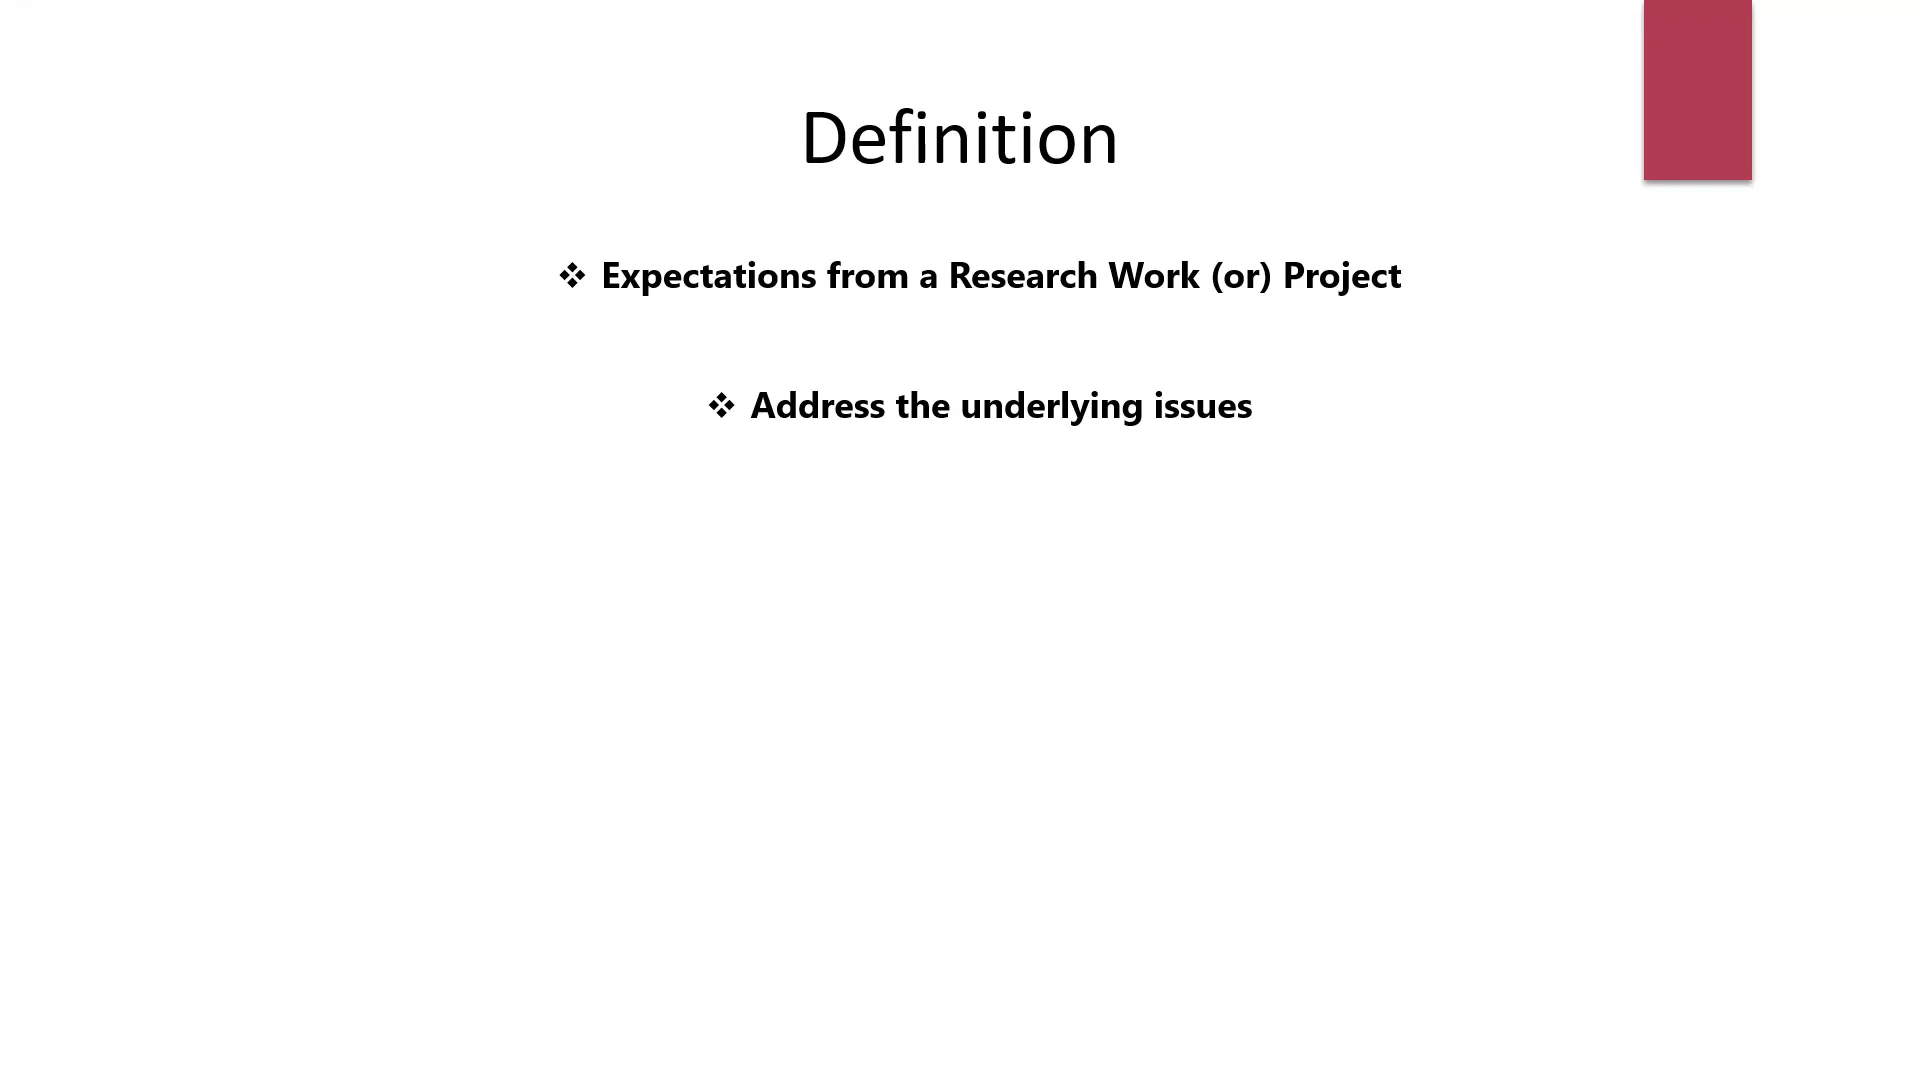 Definition
❖ Expectations from a Research Work (or) Project
❖ Address the underlying issues